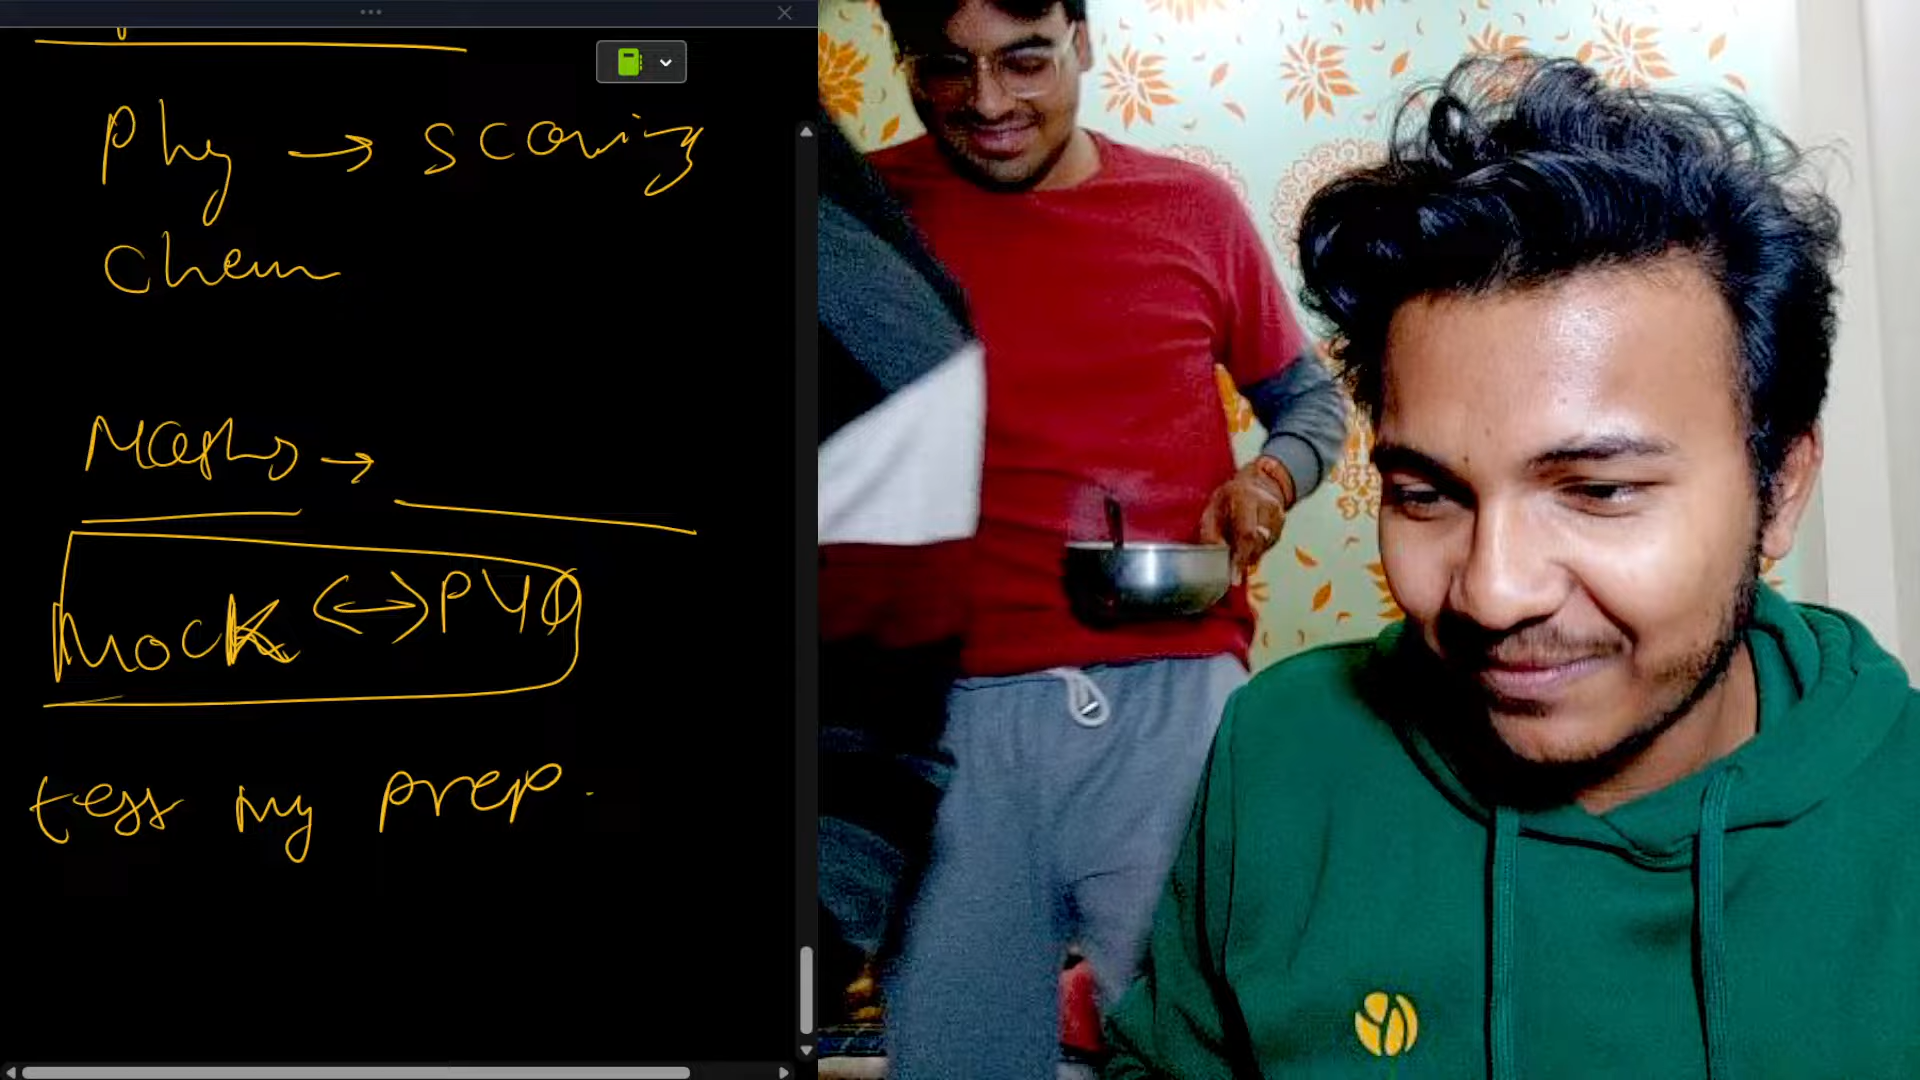 Phy → scoring
Chem
Maths →
Mock ↔ PYQ
test my prep.